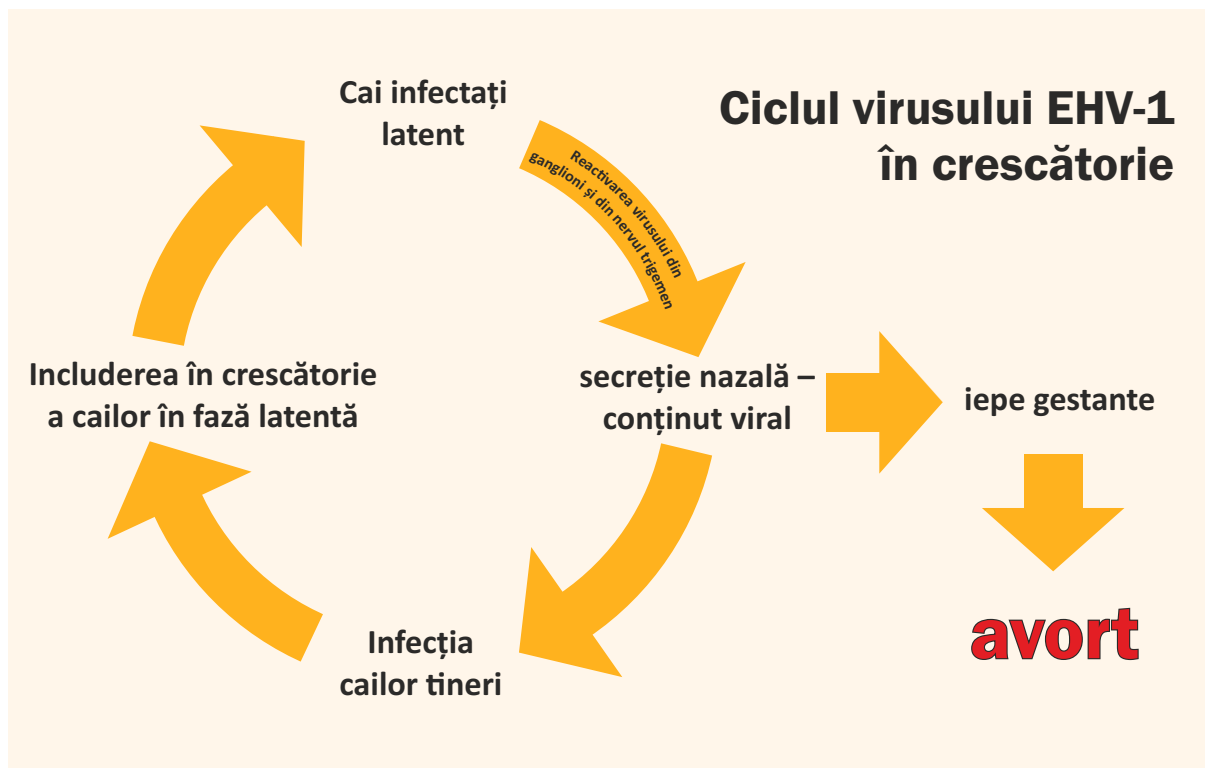 Ciclul virusului EHV-1
în crescătorie
Cai infectați
latent
Reactivarea virusului din
ganglioni și din nervul trigemen
secreție nazală –
conținut viral
iepe gestante
avort
Infecția
cailor tineri
Includerea în crescătorie
a cailor în fază latentă